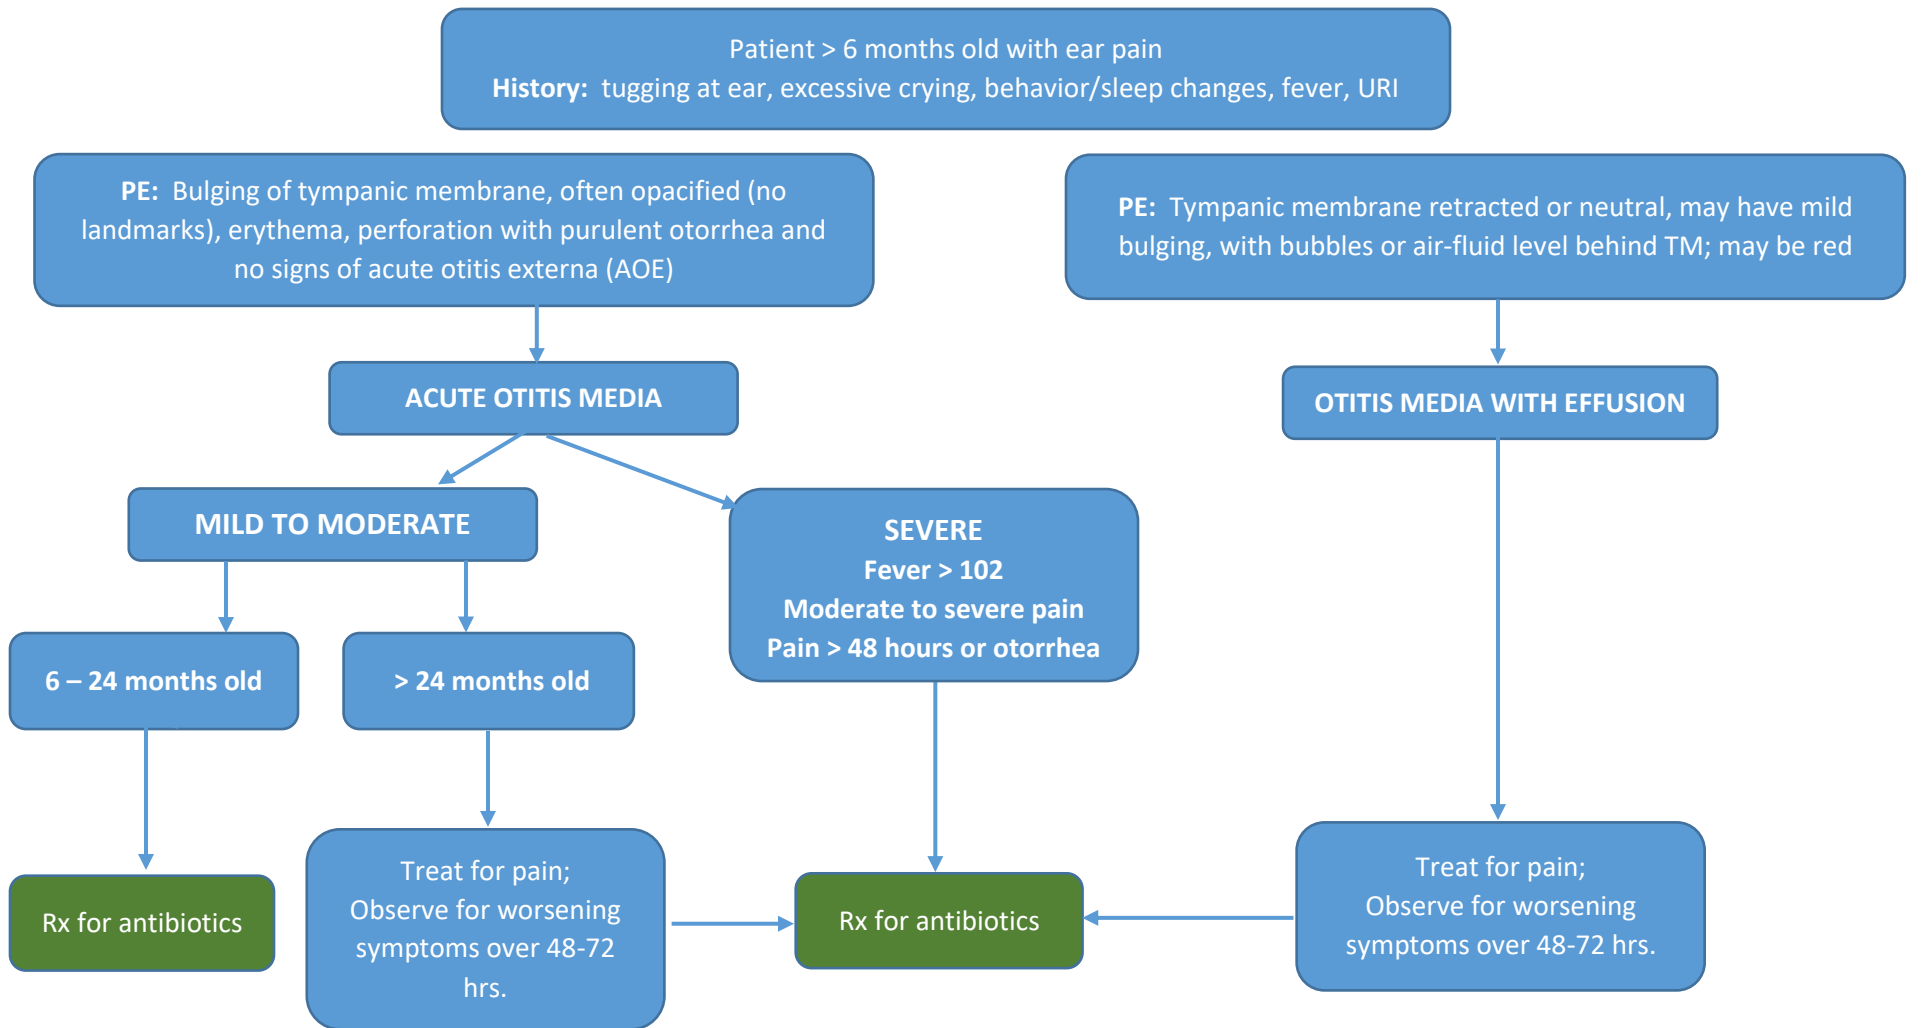 Patient > 6 months old with ear pain
History: tugging at ear, excessive crying, behavior/sleep changes, fever, URI
PE: Bulging of tympanic membrane, often opacified (no
landmarks), erythema, perforation with purulent otorrhea and
no signs of acute otitis externa (AOE)
PE: Tympanic membrane retracted or neutral, may have mild
bulging, with bubbles or air-fluid level behind TM; may be red
ACUTE OTITIS MEDIA
OTITIS MEDIA WITH EFFUSION
MILD TO MODERATE
SEVERE
Fever > 102
Moderate to severe pain
Pain > 48 hours or otorrhea
6 – 24 months old
> 24 months old
Rx for antibiotics
Treat for pain;
Observe for worsening
symptoms over 48-72
hrs.
Rx for antibiotics
Treat for pain;
Observe for worsening
symptoms over 48-72 hrs.